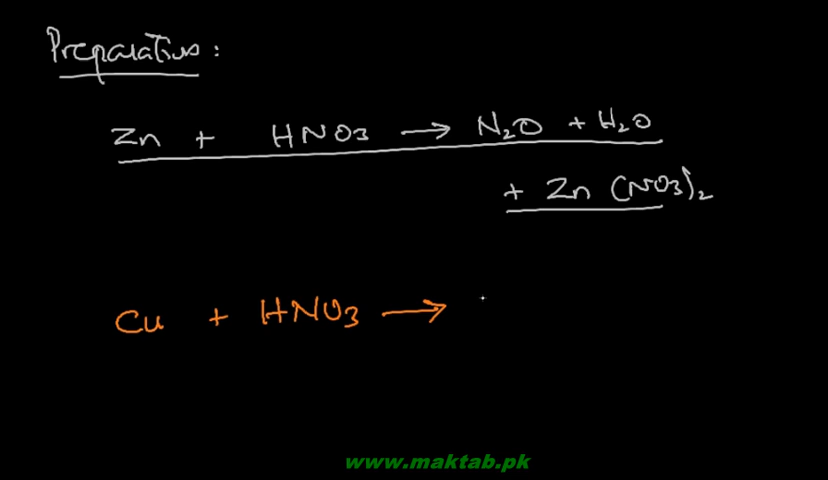 Preparation:
Zn + HNO3 → N2O + H2O
+ Zn (NO3)2
Cu + HNO3 →
www.maktab.pk